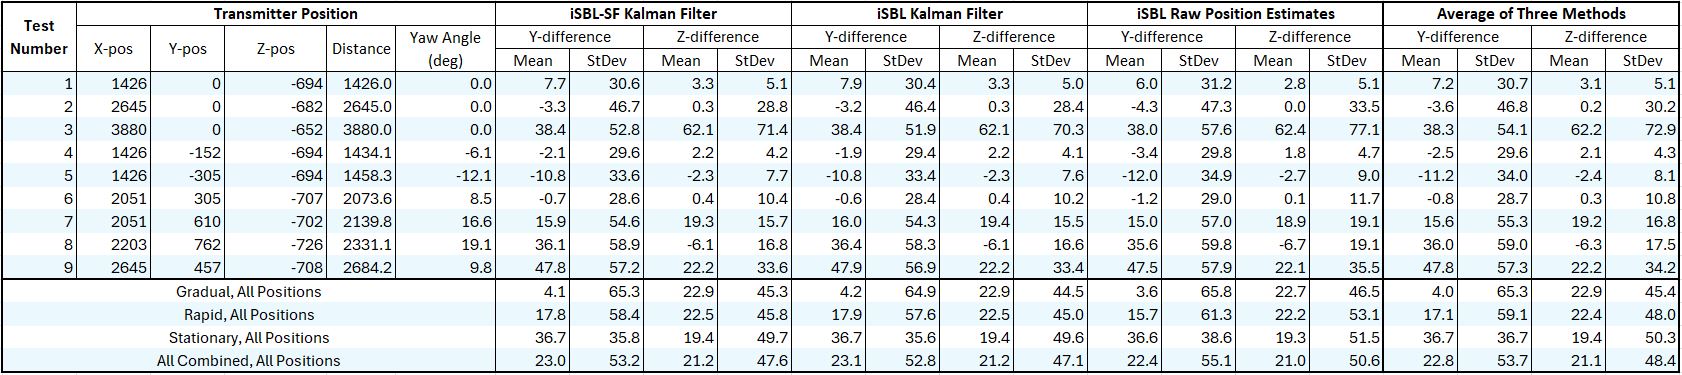 Test Number Transmitter Position iSBL-SF Kalman Filter iSBL Kalman Filter iSBL Raw Position Estimates Average of Three Methods
X-pos Y-pos Z-pos Distance Yaw Angle (deg) Y-difference Z-difference Y-difference Z-difference Y-difference Z-difference Y-difference Z-difference
Mean StDev Mean StDev Mean StDev Mean StDev Mean StDev Mean StDev Mean StDev Mean StDev
1 1426 0 -694 1426.0 0.0 7.7 30.6 3.3 5.1 7.9 30.4 3.3 5.0 6.0 31.2 2.8 5.1 7.2 30.7 3.1 5.1
2 2645 0 -682 2645.0 0.0 -3.3 46.7 0.3 28.8 -3.2 46.4 0.3 28.4 -4.3 47.3 0.0 33.5 -3.6 46.8 0.2 30.2
3 3880 0 -652 3880.0 0.0 38.4 52.8 62.1 71.4 38.4 51.9 62.1 70.3 38.0 57.6 62.4 77.1 38.3 54.1 62.2 72.9
4 1426 -152 -694 1434.1 -6.1 -2.1 29.6 2.2 4.2 -1.9 29.4 2.2 4.1 -3.4 29.8 1.8 4.7 -2.5 29.6 2.1 4.3
5 1426 -305 -694 1458.3 -12.1 -10.8 33.6 -2.3 7.7 -10.8 33.4 -2.3 7.6 -12.0 34.9 -2.7 9.0 -11.2 34.0 -2.4 8.1
6 2051 305 -707 2073.6 8.5 -0.7 28.6 0.4 10.4 -0.6 28.4 0.4 10.2 -1.2 29.0 0.1 11.7 -0.8 28.7 0.3 10.8
7 2051 610 -702 2139.8 16.6 15.9 54.6 19.3 15.7 16.0 54.3 19.4 15.5 15.0 57.0 18.9 19.1 15.6 55.3 19.2 16.8
8 2203 762 -726 2331.1 19.1 36.1 58.9 -6.1 16.8 36.4 58.3 -6.1 16.6 35.6 59.8 -6.7 19.1 36.0 59.0 -6.3 17.5
9 2645 457 -708 2684.2 9.8 47.8 57.2 22.2 33.6 47.9 56.9 22.2 33.4 47.5 57.9 22.1 35.5 47.8 57.3 22.2 34.2
Gradual, All Positions 4.1 65.3 22.9 45.3 4.2 64.9 22.9 44.5 3.6 65.8 22.7 46.5 4.0 65.3 22.9 45.4
Rapid, All Positions 17.8 58.4 22.5 45.8 17.9 57.6 22.5 45.0 15.7 61.3 22.2 53.1 17.1 59.1 22.4 48.0
Stationary, All Positions 36.7 35.8 19.4 49.7 36.7 35.6 19.4 49.6 36.6 38.6 19.3 51.5 36.7 36.7 19.4 50.3
All Combined, All Positions 23.0 53.2 21.2 47.6 23.1 52.8 21.2 47.1 22.4 55.1 21.0 50.6 22.8 53.7 21.1 48.4